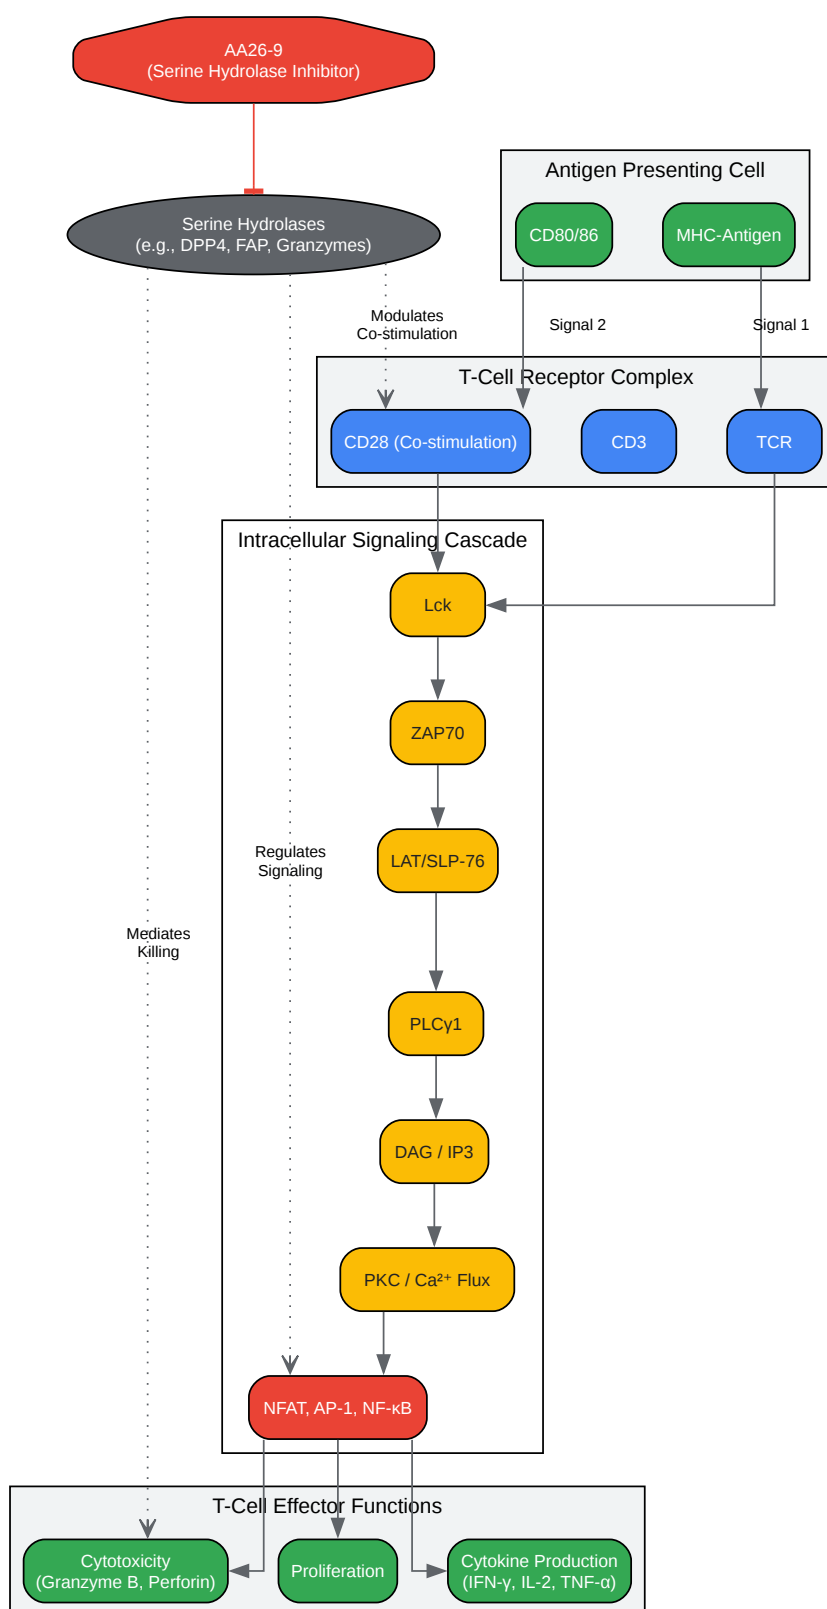 AA26-9
(Serine Hydrolase Inhibitor)
Antigen Presenting Cell
CD80/86
MHC-Antigen
Serine Hydrolases
(e.g., DPP4, FAP, Granzymes)
Modulates
Co-stimulation
Signal 2
Signal 1
T-Cell Receptor Complex
CD28 (Co-stimulation)
CD3
TCR
Intracellular Signaling Cascade
Lck
ZAP70
LAT/SLP-76
Regulates
Signaling
Mediates
Killing
PLCγ1
DAG / IP3
PKC / Ca²⁺ Flux
NFAT, AP-1, NF-κB
T-Cell Effector Functions
Cytotoxicity
(Granzyme B, Perforin)
Proliferation
Cytokine Production
(IFN-γ, IL-2, TNF-α)